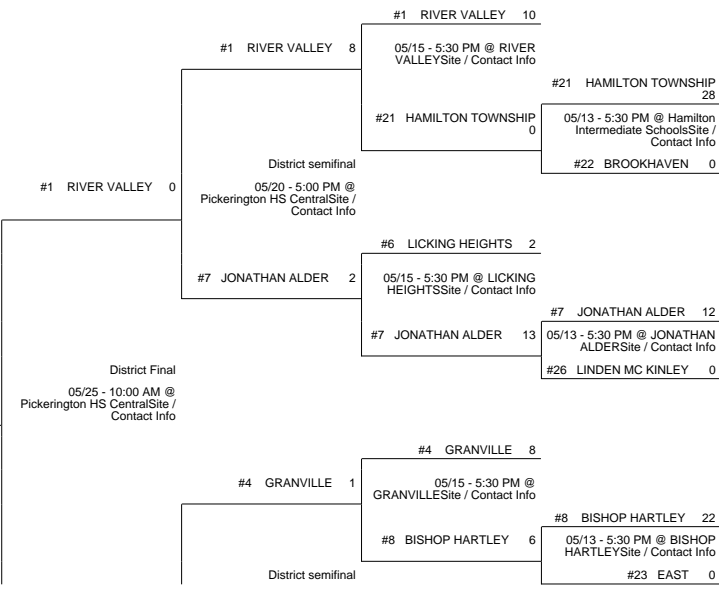 #1 RIVER VALLEY 10
#1 RIVER VALLEY 8
05/15 - 5:30 PM @ RIVER
VALLEYSite / Contact Info
#21 HAMILTON TOWNSHIP
28
#21 HAMILTON TOWNSHIP
0
05/13 - 5:30 PM @ Hamilton
Intermediate SchoolsSite /
Contact Info
District semifinal
#22 BROOKHAVEN 0
#1 RIVER VALLEY 0
05/20 - 5:00 PM @
Pickerington HS CentralSite /
Contact Info
#6 LICKING HEIGHTS 2
#7 JONATHAN ALDER 2
05/15 - 5:30 PM @ LICKING
HEIGHTSSite / Contact Info
#7 JONATHAN ALDER 12
#7 JONATHAN ALDER 13
05/13 - 5:30 PM @ JONATHAN
ALDERSite / Contact Info
District Final
#26 LINDEN MC KINLEY 0
05/25 - 10:00 AM @
Pickerington HS CentralSite /
Contact Info
#4 GRANVILLE 8
#4 GRANVILLE 1
05/15 - 5:30 PM @
GRANVILLESite / Contact Info
#8 BISHOP HARTLEY 22
#8 BISHOP HARTLEY 6
05/13 - 5:30 PM @ BISHOP
HARTLEYSite / Contact Info
District semifinal
#23 EAST 0